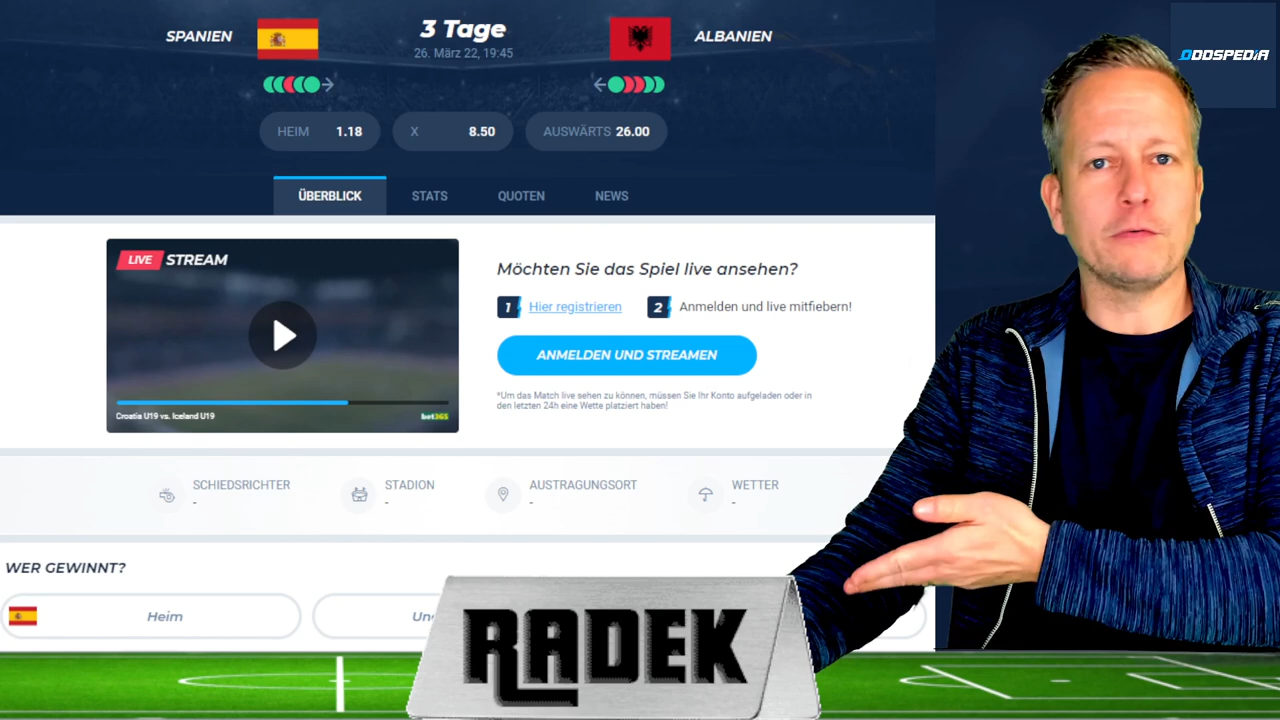 SPANIEN
3 Tage
26. März 22, 19:45
ALBANIEN
ODDSPEDIA
HEIM 1.18
X 8.50
AUSWÄRTS 26.00
ÜBERBLICK STATS QUOTEN NEWS
LIVE STREAM
Croatia U19 vs. Iceland U19
bet365
Möchten Sie das Spiel live ansehen?
1 Hier registrieren 2 Anmelden und live mitfiebern!
ANMELDEN UND STREAMEN
*Um das Match live sehen zu können, müssen Sie Ihr Konto aufgeladen oder in
den letzten 24h eine Wette platziert haben!
SCHIEDSRICHTER
-
STADION
-
AUSTRAGUNGSORT
-
WETTER
-
WER GEWINNT?
Heim
RADEK